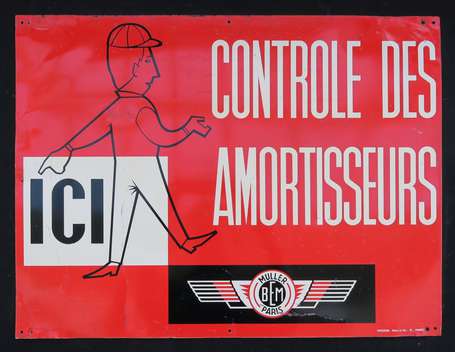 CONTROLE DES
AMORTISSEURS
ICI
MULLER
BEM
PARIS